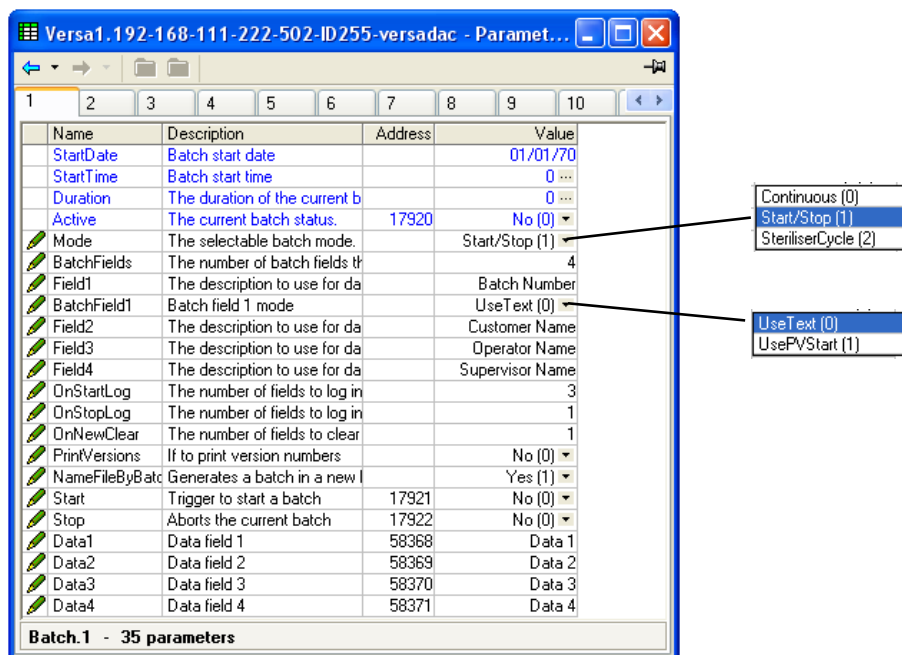 Versa1.192-168-111-222-502-ID255-versadac - Paramet...
1 2 3 4 5 6 7 8 9 10
Name Description Address Value
StartDate Batch start date 01/01/70
StartTime Batch start time 0 ...
Duration The duration of the current b 0 ...
Active The current batch status. 17920 No (0)
Mode The selectable batch mode. Start/Stop (1)
BatchFields The number of batch fields th 4
Field1 The description to use for da Batch Number
BatchField1 Batch field 1 mode UseText (0)
Field2 The description to use for da Customer Name
Field3 The description to use for da Operator Name
Field4 The description to use for da Supervisor Name
OnStartLog The number of fields to log in 3
OnStopLog The number of fields to log in 1
OnNewClear The number of fields to clear 1
PrintVersions If to print version numbers No (0)
NameFileByBatc Generates a batch in a new l Yes (1)
Start Trigger to start a batch 17921 No (0)
Stop Aborts the current batch 17922 No (0)
Data1 Data field 1 58368 Data 1
Data2 Data field 2 58369 Data 2
Data3 Data field 3 58370 Data 3
Data4 Data field 4 58371 Data 4
Batch.1 - 35 parameters
Continuous (0)
Start/Stop (1)
SteriliserCycle (2)
UseText (0)
UsePVStart (1)